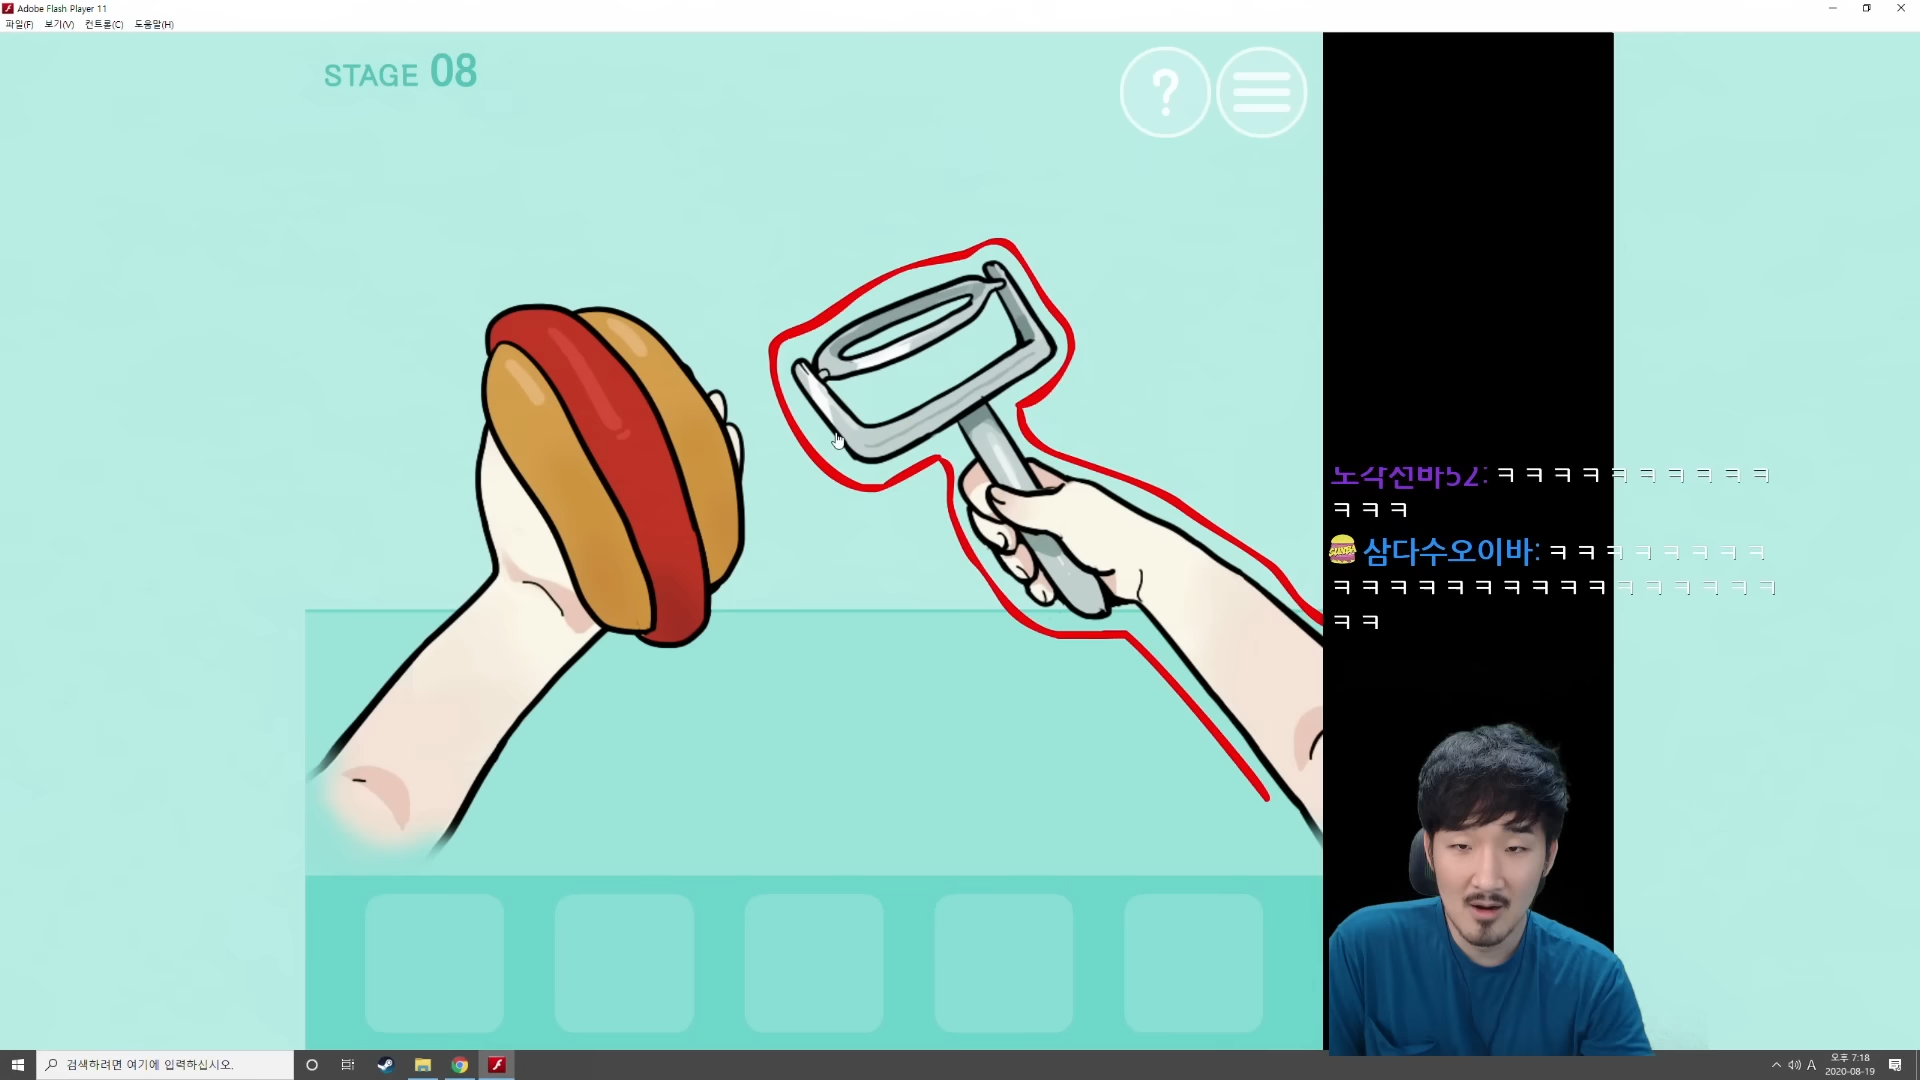 Adobe Flash Player 11
파일(F) 보기(V) 컨트롤(C) 도움말(H)
STAGE 08
?
노각선바52: ㅋㅋㅋㅋㅋㅋㅋㅋㅋㅋ
ㅋㅋㅋ
삼다수오이바: ㅋㅋㅋㅋㅋㅋㅋㅋ
ㅋㅋㅋㅋㅋㅋㅋㅋㅋㅋㅋㅋㅋㅋㅋㅋ
ㅋㅋ
검색하려면 여기에 입력하십시오.
A
오후 7:18
2020-08-19